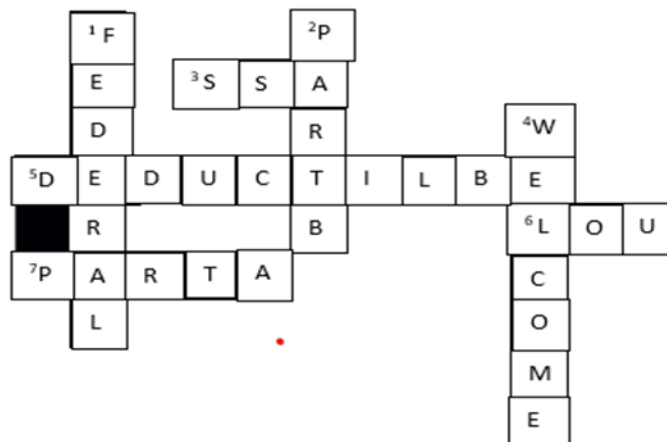 ¹F ²P
E ³S S A
D R ⁴W
⁵D E D U C T I L B E
R B ⁶L O U
⁷P A R T A C
L O
M
E